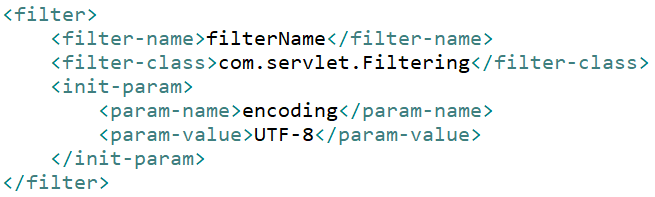 <filter>
    <filter-name>filterName</filter-name>
    <filter-class>com.servlet.Filtering</filter-class>
    <init-param>
        <param-name>encoding</param-name>
        <param-value>UTF-8</param-value>
    </init-param>
</filter>